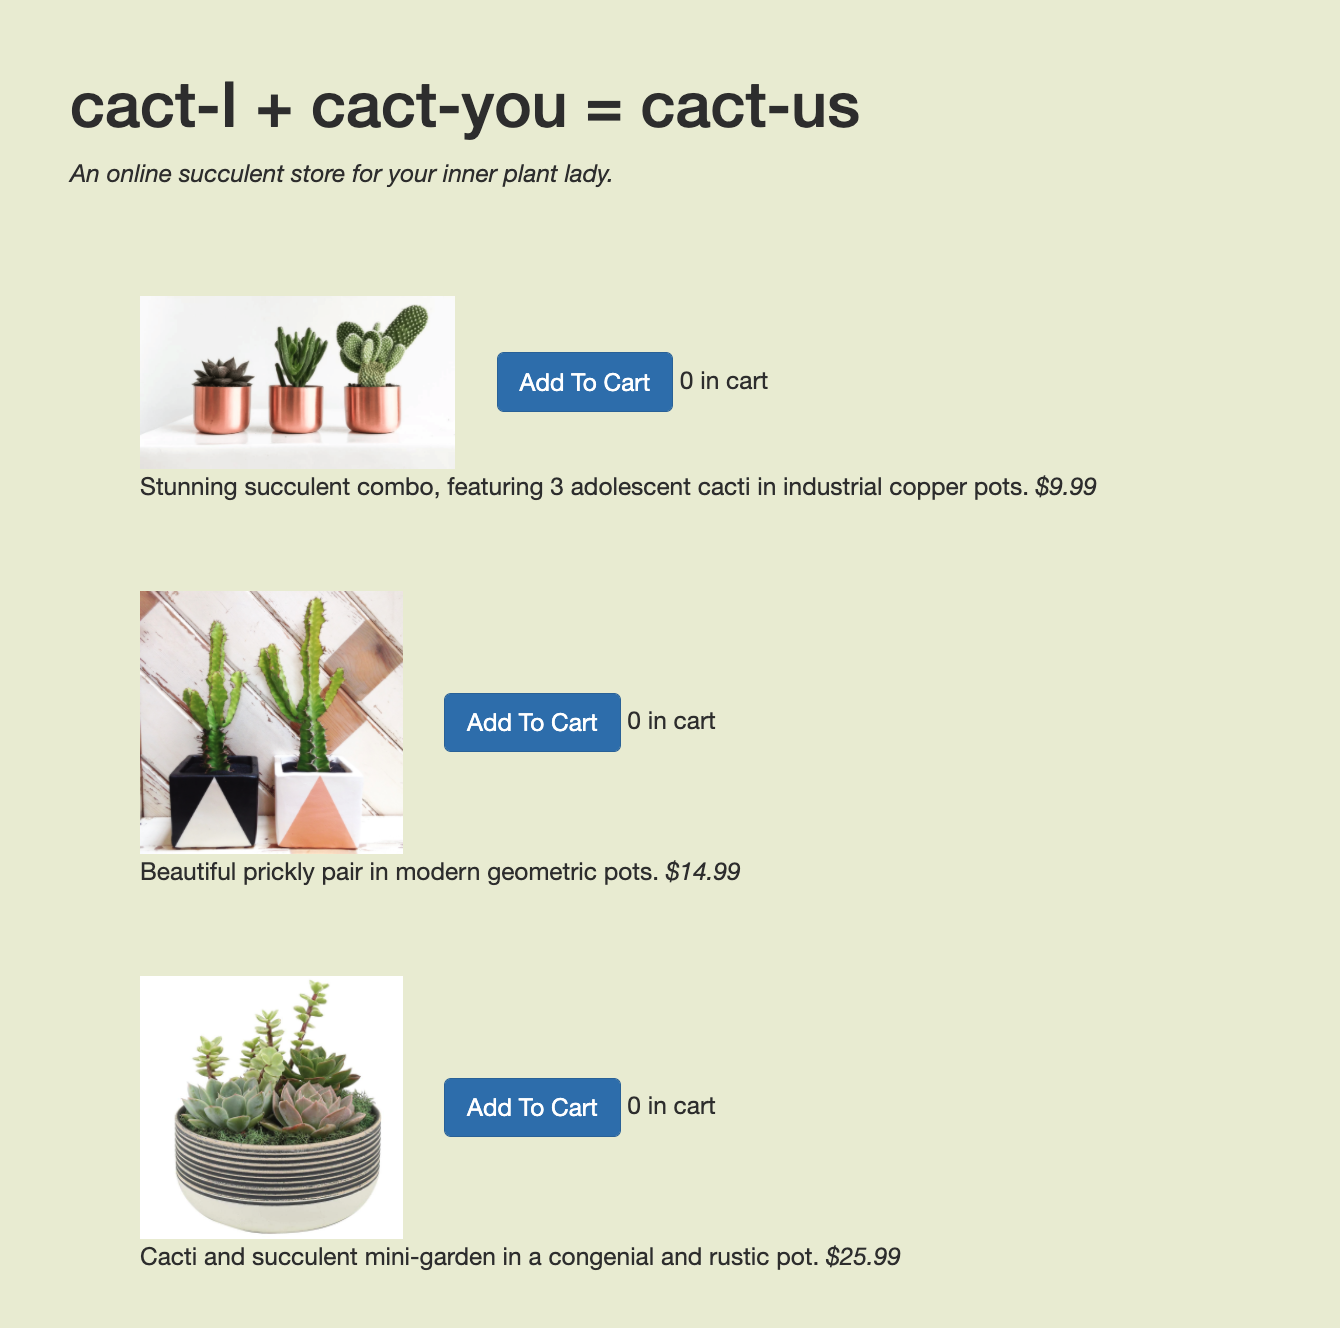 cact-I + cact-you = cact-us
An online succulent store for your inner plant lady.
Add To Cart 0 in cart
Stunning succulent combo, featuring 3 adolescent cacti in industrial copper pots. $9.99
Add To Cart 0 in cart
Beautiful prickly pair in modern geometric pots. $14.99
Add To Cart 0 in cart
Cacti and succulent mini-garden in a congenial and rustic pot. $25.99